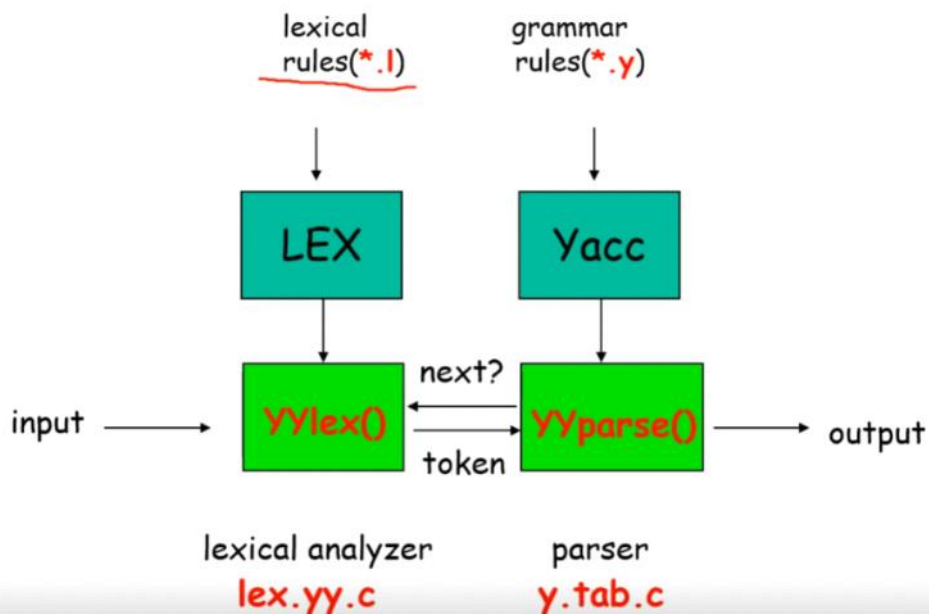 lexical
rules(*.l)
grammar
rules(*.y)
LEX
Yacc
next?
input
YYlex()
YYparse()
output
token
lexical analyzer
parser
lex.yy.c
y.tab.c